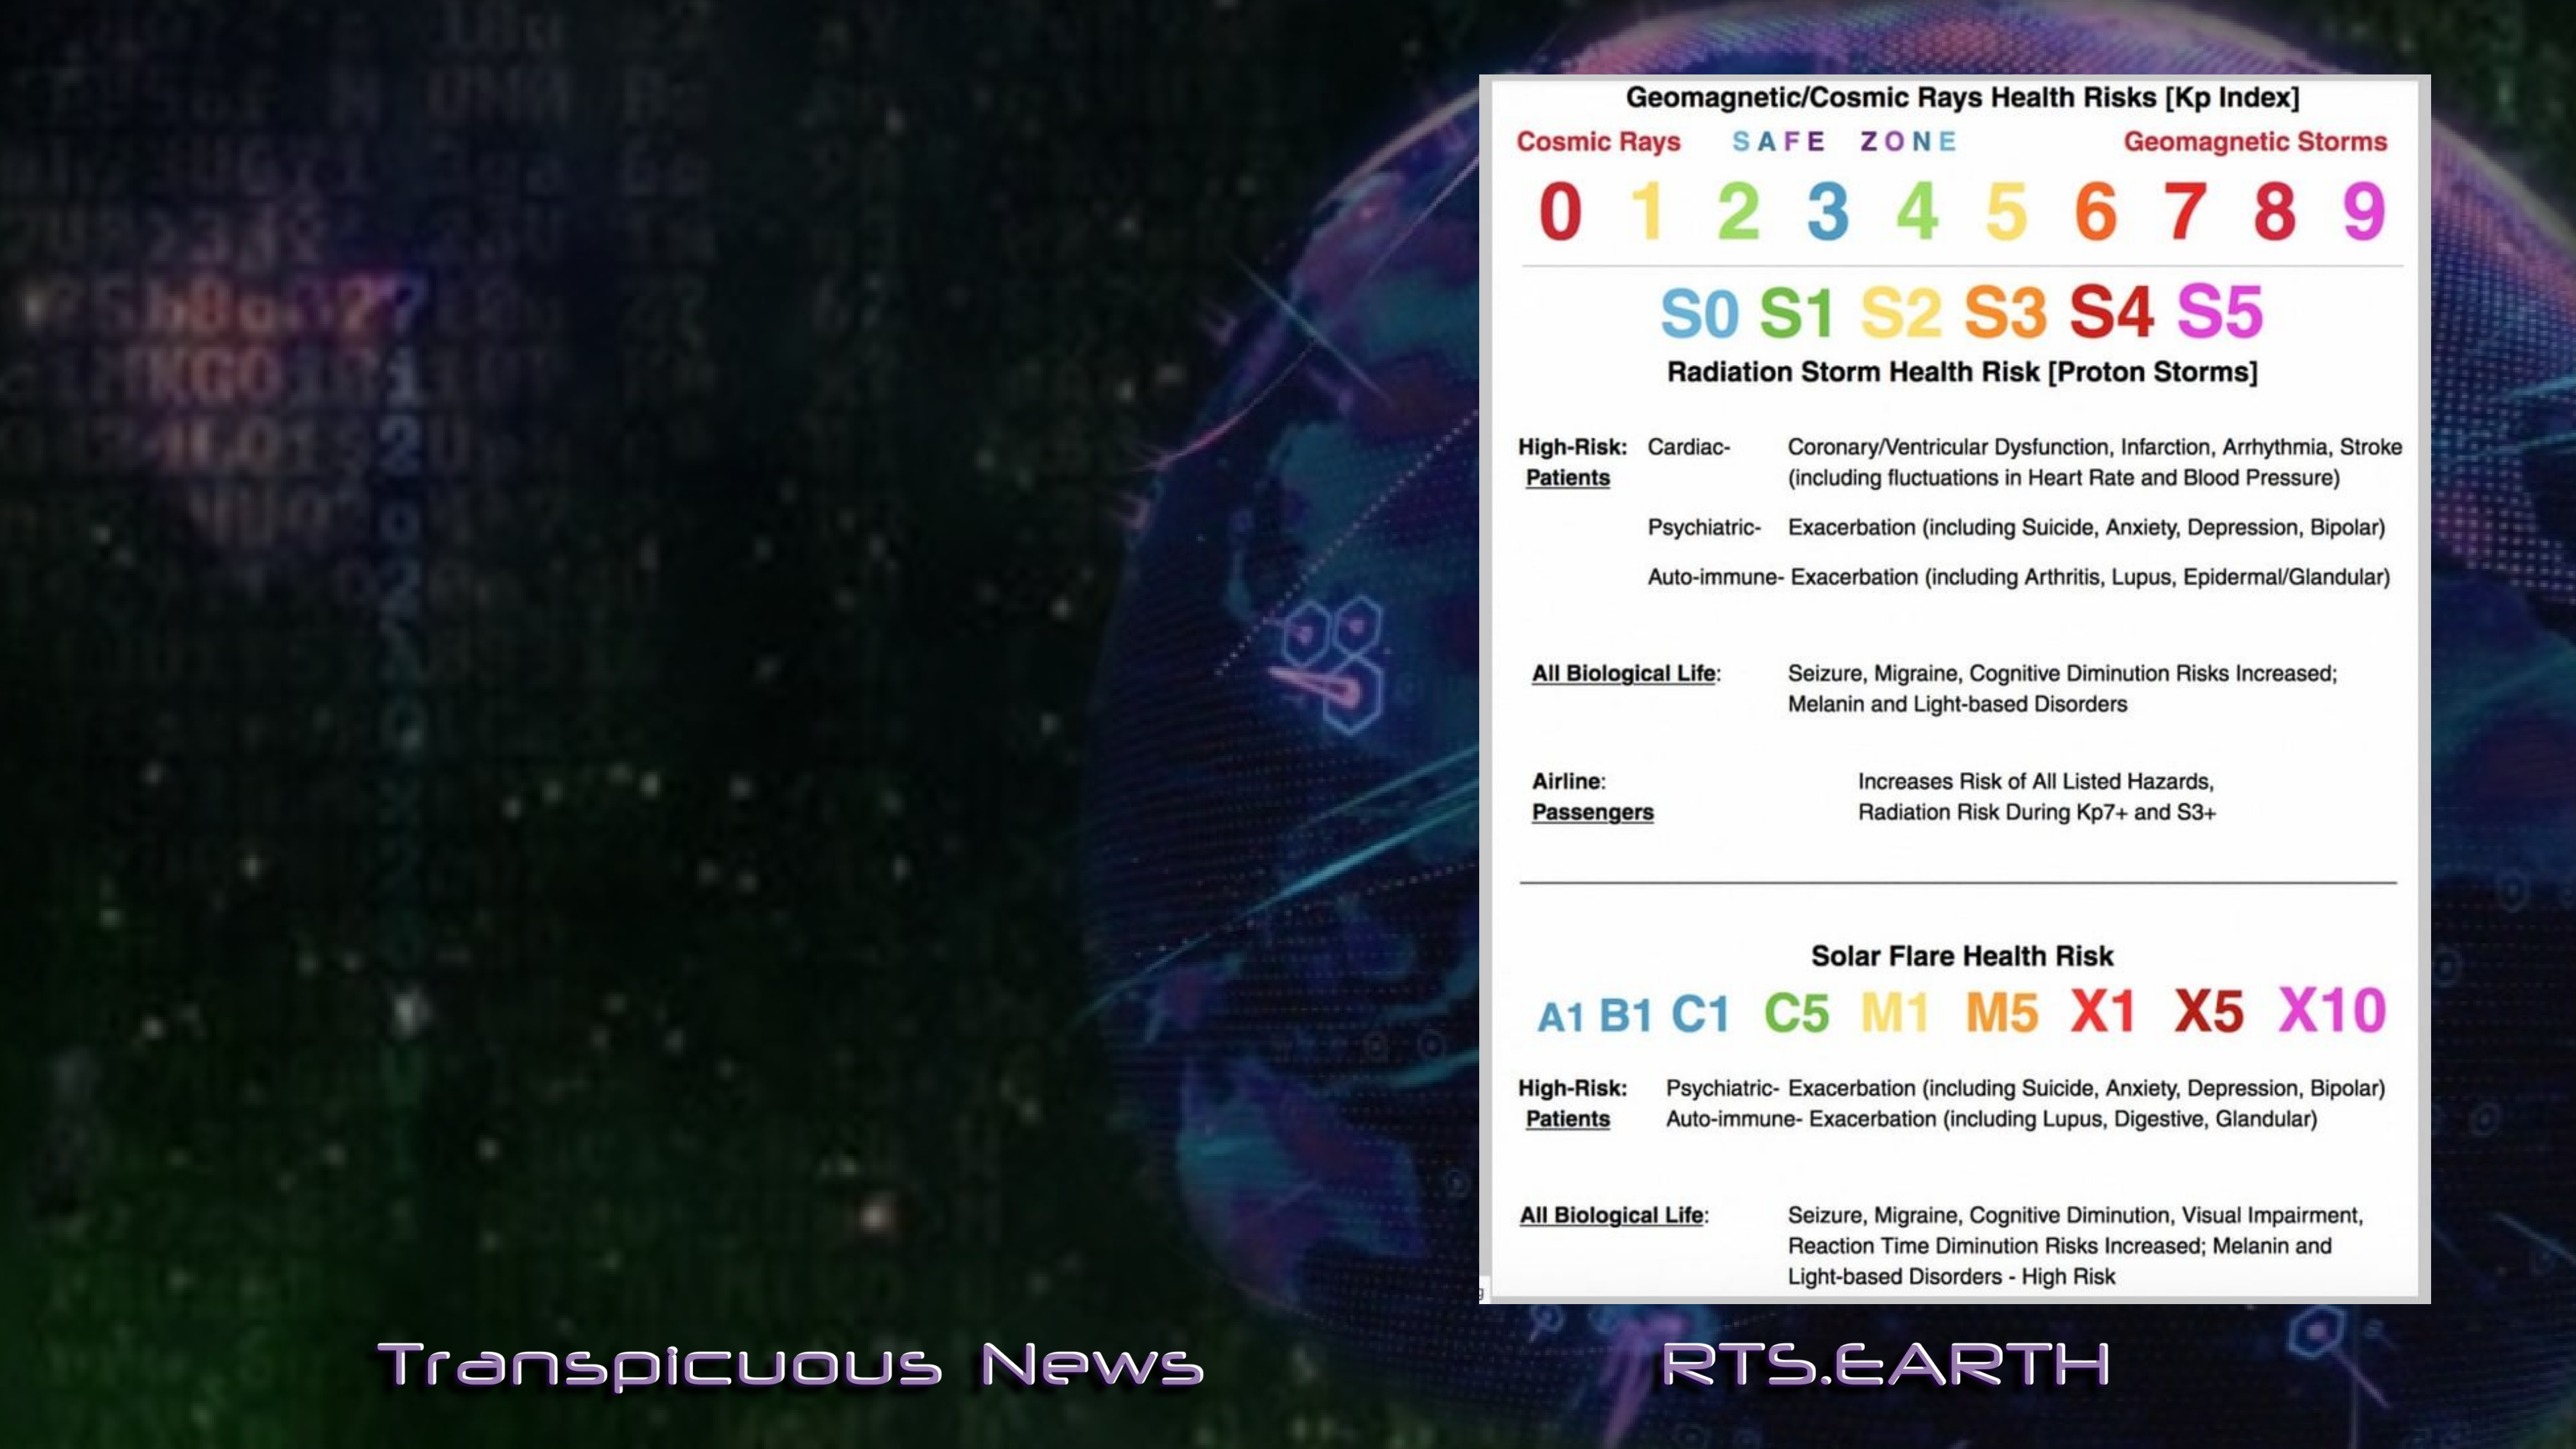 Geomagnetic/Cosmic Rays Health Risks [Kp Index]
Cosmic Rays SAFE ZONE Geomagnetic Storms
0 1 2 3 4 5 6 7 8 9
S0 S1 S2 S3 S4 S5
Radiation Storm Health Risk [Proton Storms]
High-Risk: Cardiac- Coronary/Ventricular Dysfunction, Infarction, Arrhythmia, Stroke
Patients (including fluctuations in Heart Rate and Blood Pressure)
Psychiatric- Exacerbation (including Suicide, Anxiety, Depression, Bipolar)
Auto-immune- Exacerbation (including Arthritis, Lupus, Epidermal/Glandular)
All Biological Life: Seizure, Migraine, Cognitive Diminution Risks Increased;
Melanin and Light-based Disorders
Airline: Increases Risk of All Listed Hazards,
Passengers Radiation Risk During Kp7+ and S3+
Solar Flare Health Risk
A1 B1 C1 C5 M1 M5 X1 X5 X10
High-Risk: Psychiatric- Exacerbation (including Suicide, Anxiety, Depression, Bipolar)
Patients Auto-immune- Exacerbation (including Lupus, Digestive, Glandular)
All Biological Life: Seizure, Migraine, Cognitive Diminution, Visual Impairment,
Reaction Time Diminution Risks Increased; Melanin and
Light-based Disorders - High Risk
Transpicuous News RTS.EARTH